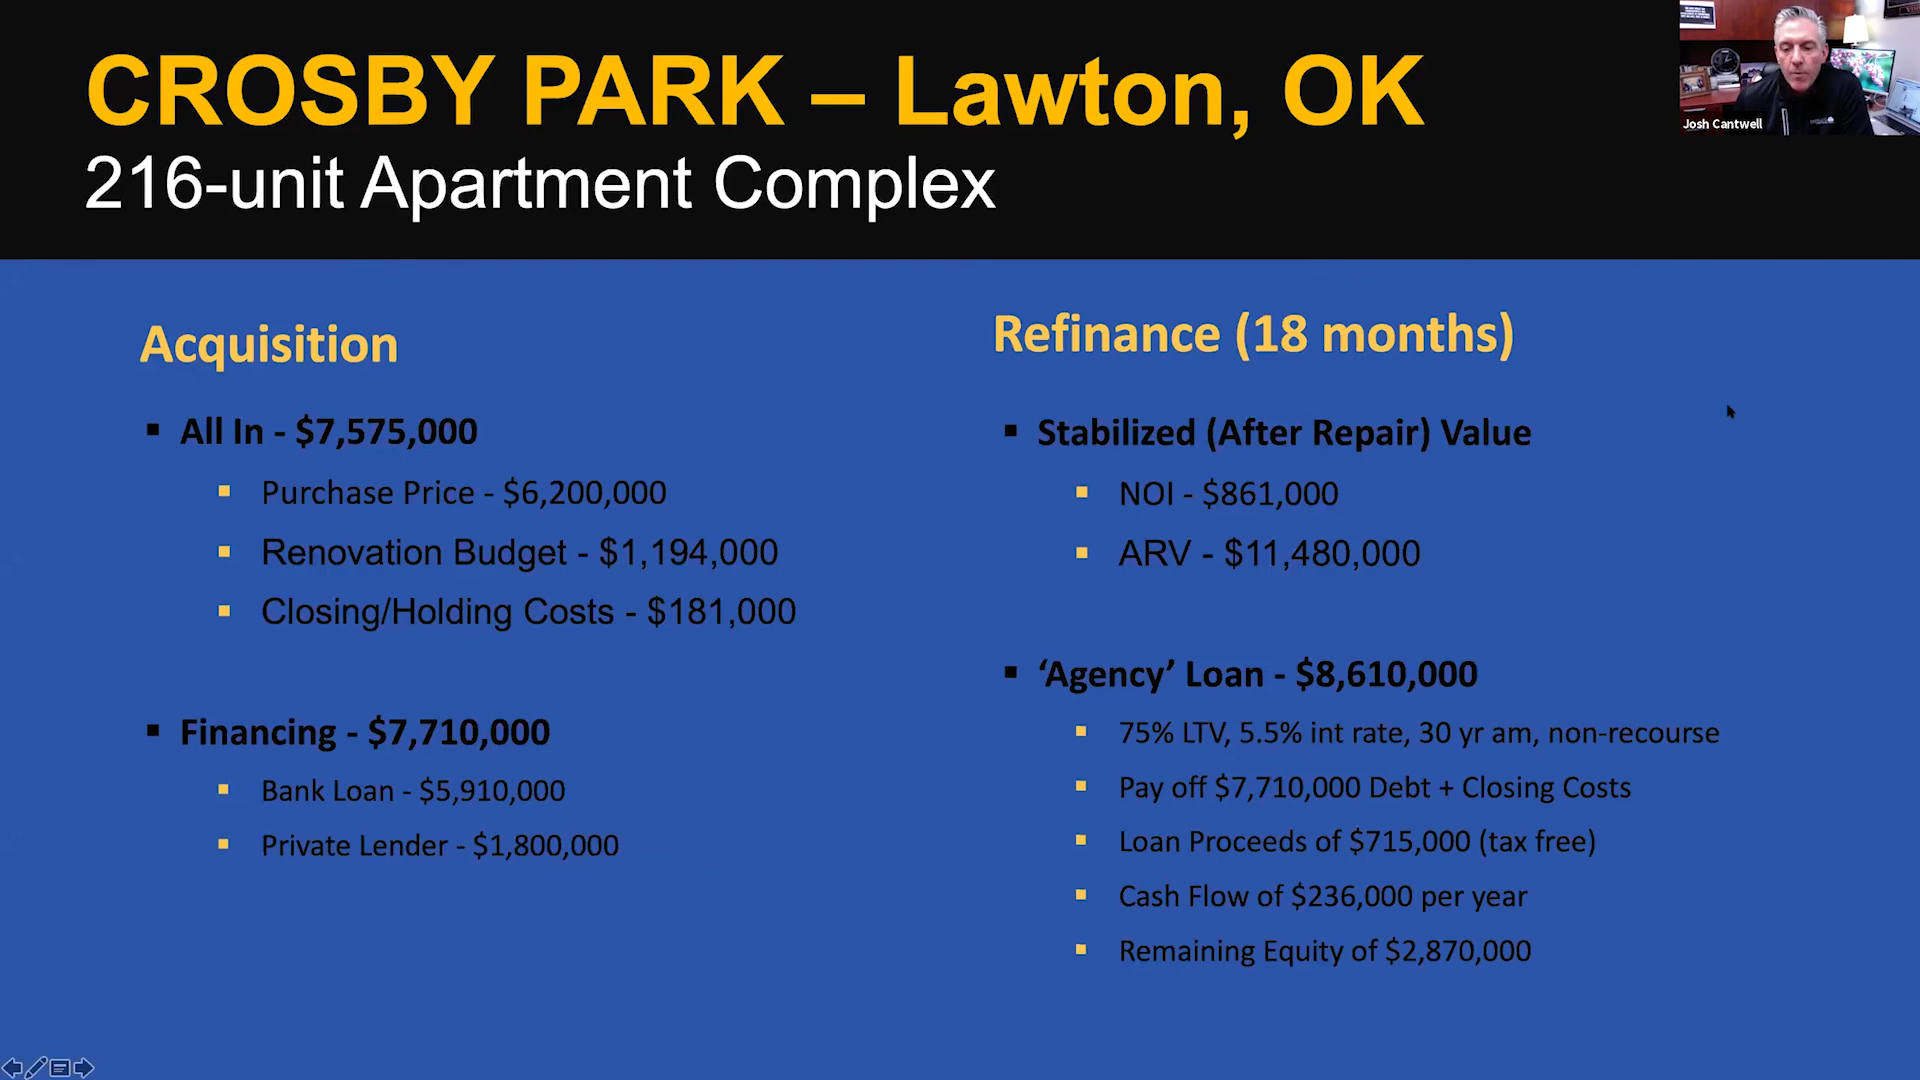 CROSBY PARK – Lawton, OK
216-unit Apartment Complex
Josh Cantwell
Acquisition
▪ All In - $7,575,000
▪ Purchase Price - $6,200,000
▪ Renovation Budget - $1,194,000
▪ Closing/Holding Costs - $181,000
▪ Financing - $7,710,000
▪ Bank Loan - $5,910,000
▪ Private Lender - $1,800,000
Refinance (18 months)
▪ Stabilized (After Repair) Value
▪ NOI - $861,000
▪ ARV - $11,480,000
▪ ‘Agency’ Loan - $8,610,000
▪ 75% LTV, 5.5% int rate, 30 yr am, non-recourse
▪ Pay off $7,710,000 Debt + Closing Costs
▪ Loan Proceeds of $715,000 (tax free)
▪ Cash Flow of $236,000 per year
▪ Remaining Equity of $2,870,000